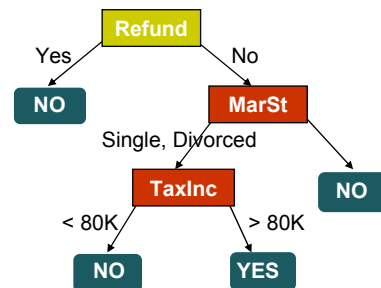 Refund
Yes
No
NO
MarSt
Single, Divorced
TaxInc
NO
< 80K
> 80K
NO
YES